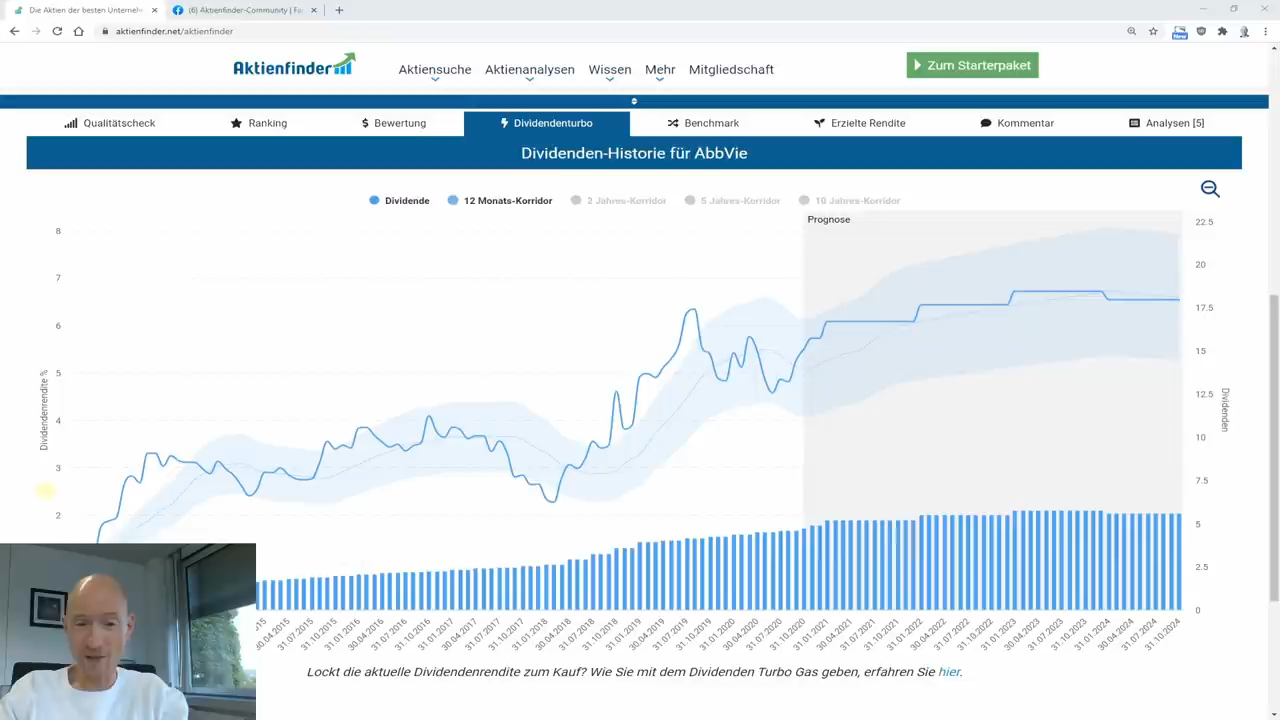 Die Aktien der besten Unterneh
(6) Aktienfinder-Community | Fa
aktienfinder.net/aktienfinder
New
Aktienfinder
Aktiensuche
Aktienanalysen
Wissen
Mehr
Mitgliedschaft
Zum Starterpaket
Qualitätscheck
Ranking
$ Bewertung
Dividendenturbo
Benchmark
Erzielte Rendite
Kommentar
Analysen [5]
Dividenden-Historie für AbbVie
Dividende
12 Monats-Korridor
2 Jahres-Korridor
5 Jahres-Korridor
10 Jahres-Korridor
Prognose
8
7
6
5
4
3
2
Dividendenrendite %
22.5
20
17.5
15
12.5
10
7.5
5
2.5
0
Dividenden
30.04.2015
31.07.2015
31.10.2015
31.01.2016
30.04.2016
31.07.2016
31.10.2016
31.01.2017
30.04.2017
31.07.2017
31.10.2017
31.01.2018
30.04.2018
31.07.2018
31.10.2018
31.01.2019
30.04.2019
31.07.2019
31.10.2019
31.01.2020
30.04.2020
31.07.2020
31.10.2020
31.01.2021
30.04.2021
31.07.2021
31.10.2021
31.01.2022
30.04.2022
31.07.2022
31.10.2022
31.01.2023
30.04.2023
31.07.2023
31.10.2023
31.01.2024
30.04.2024
31.07.2024
31.10.2024
Lockt die aktuelle Dividendenrendite zum Kauf? Wie Sie mit dem Dividenden Turbo Gas geben, erfahren Sie hier.